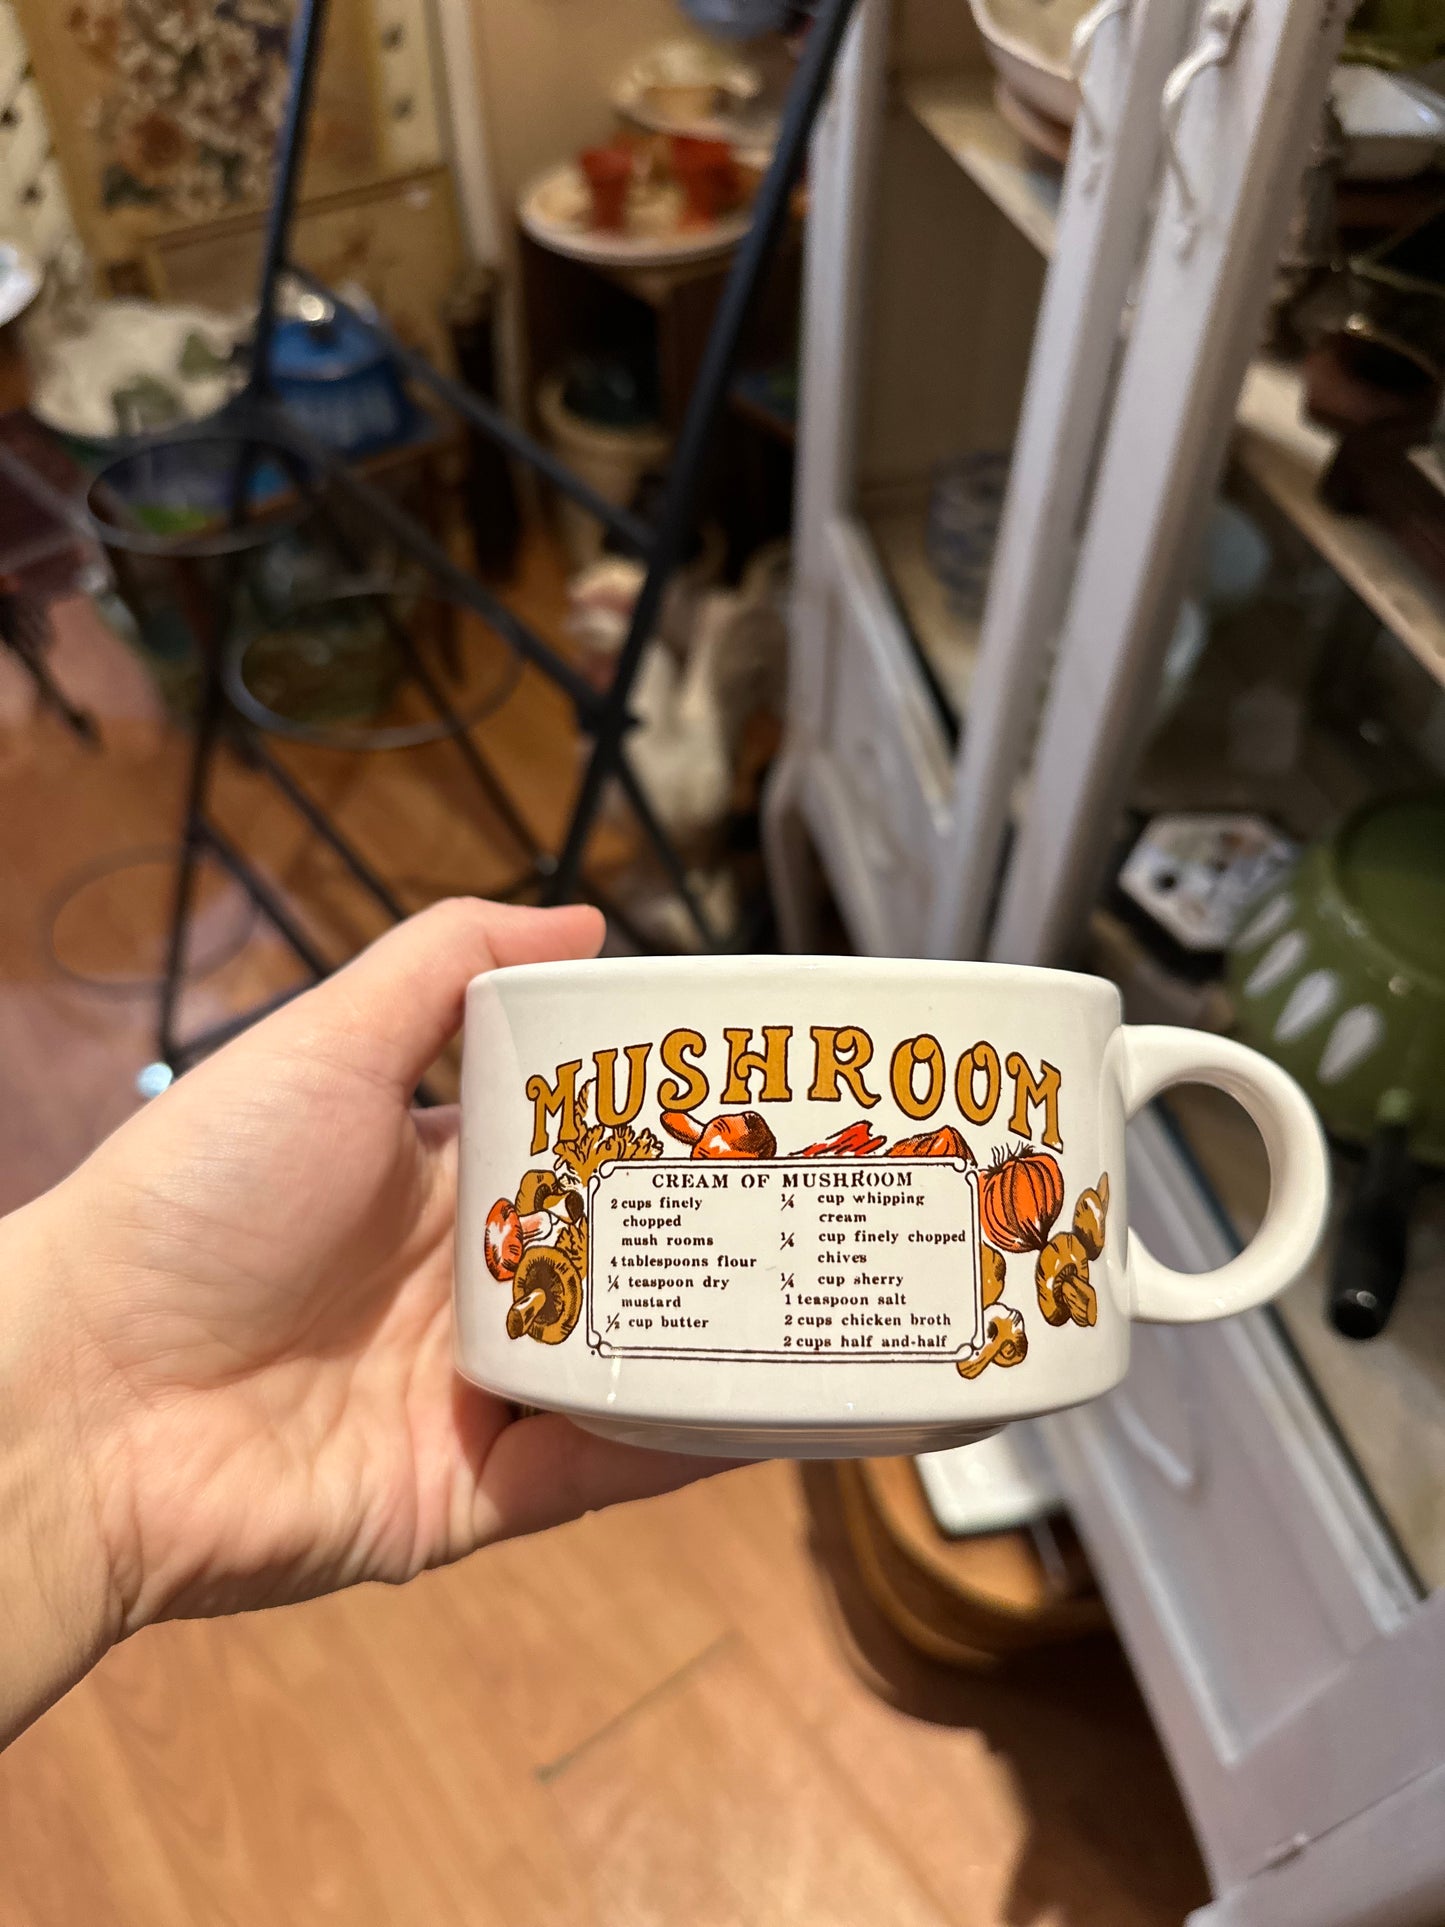 MUSHROOM
CREAM OF MUSHROOM
2 cups finely
chopped
mush rooms
4 tablespoons flour
¼ teaspoon dry
mustard
½ cup butter
¼ cup whipping
cream
¼ cup finely chopped
chives
¼ cup sherry
1 teaspoon salt
2 cups chicken broth
2 cups half and-half